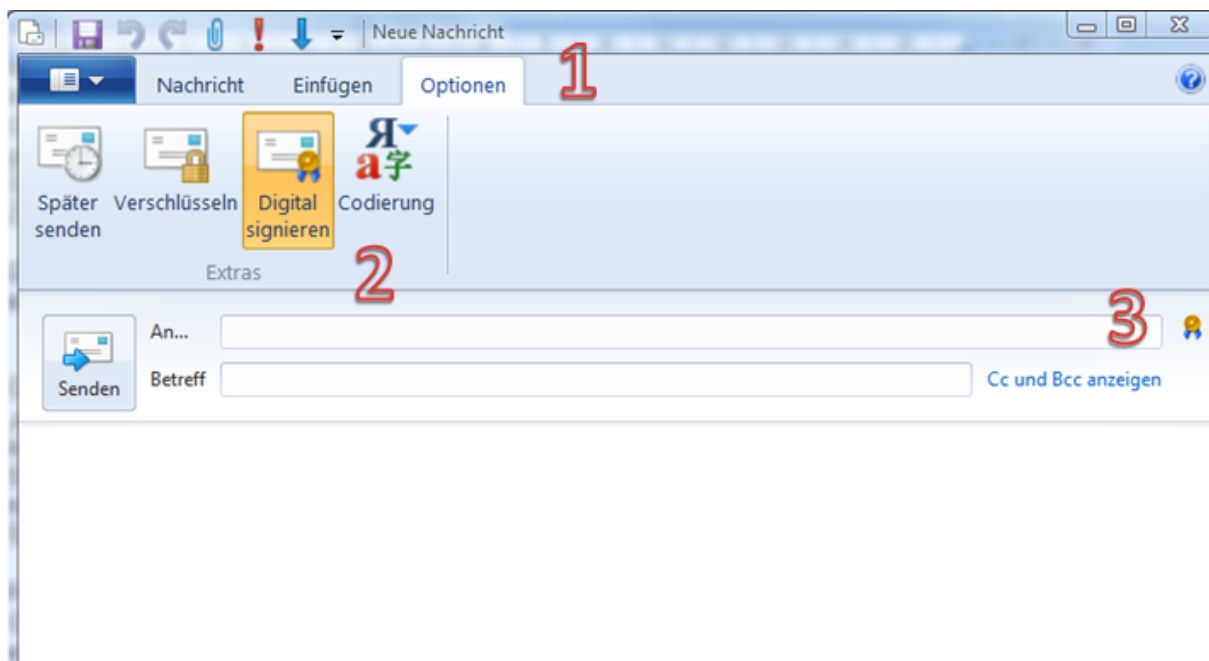 Neue Nachricht
Nachricht Einfügen Optionen 1
Später senden
Verschlüsseln
Digital signieren
Codierung
Extras
2
3
An...
Senden
Betreff
Cc und Bcc anzeigen